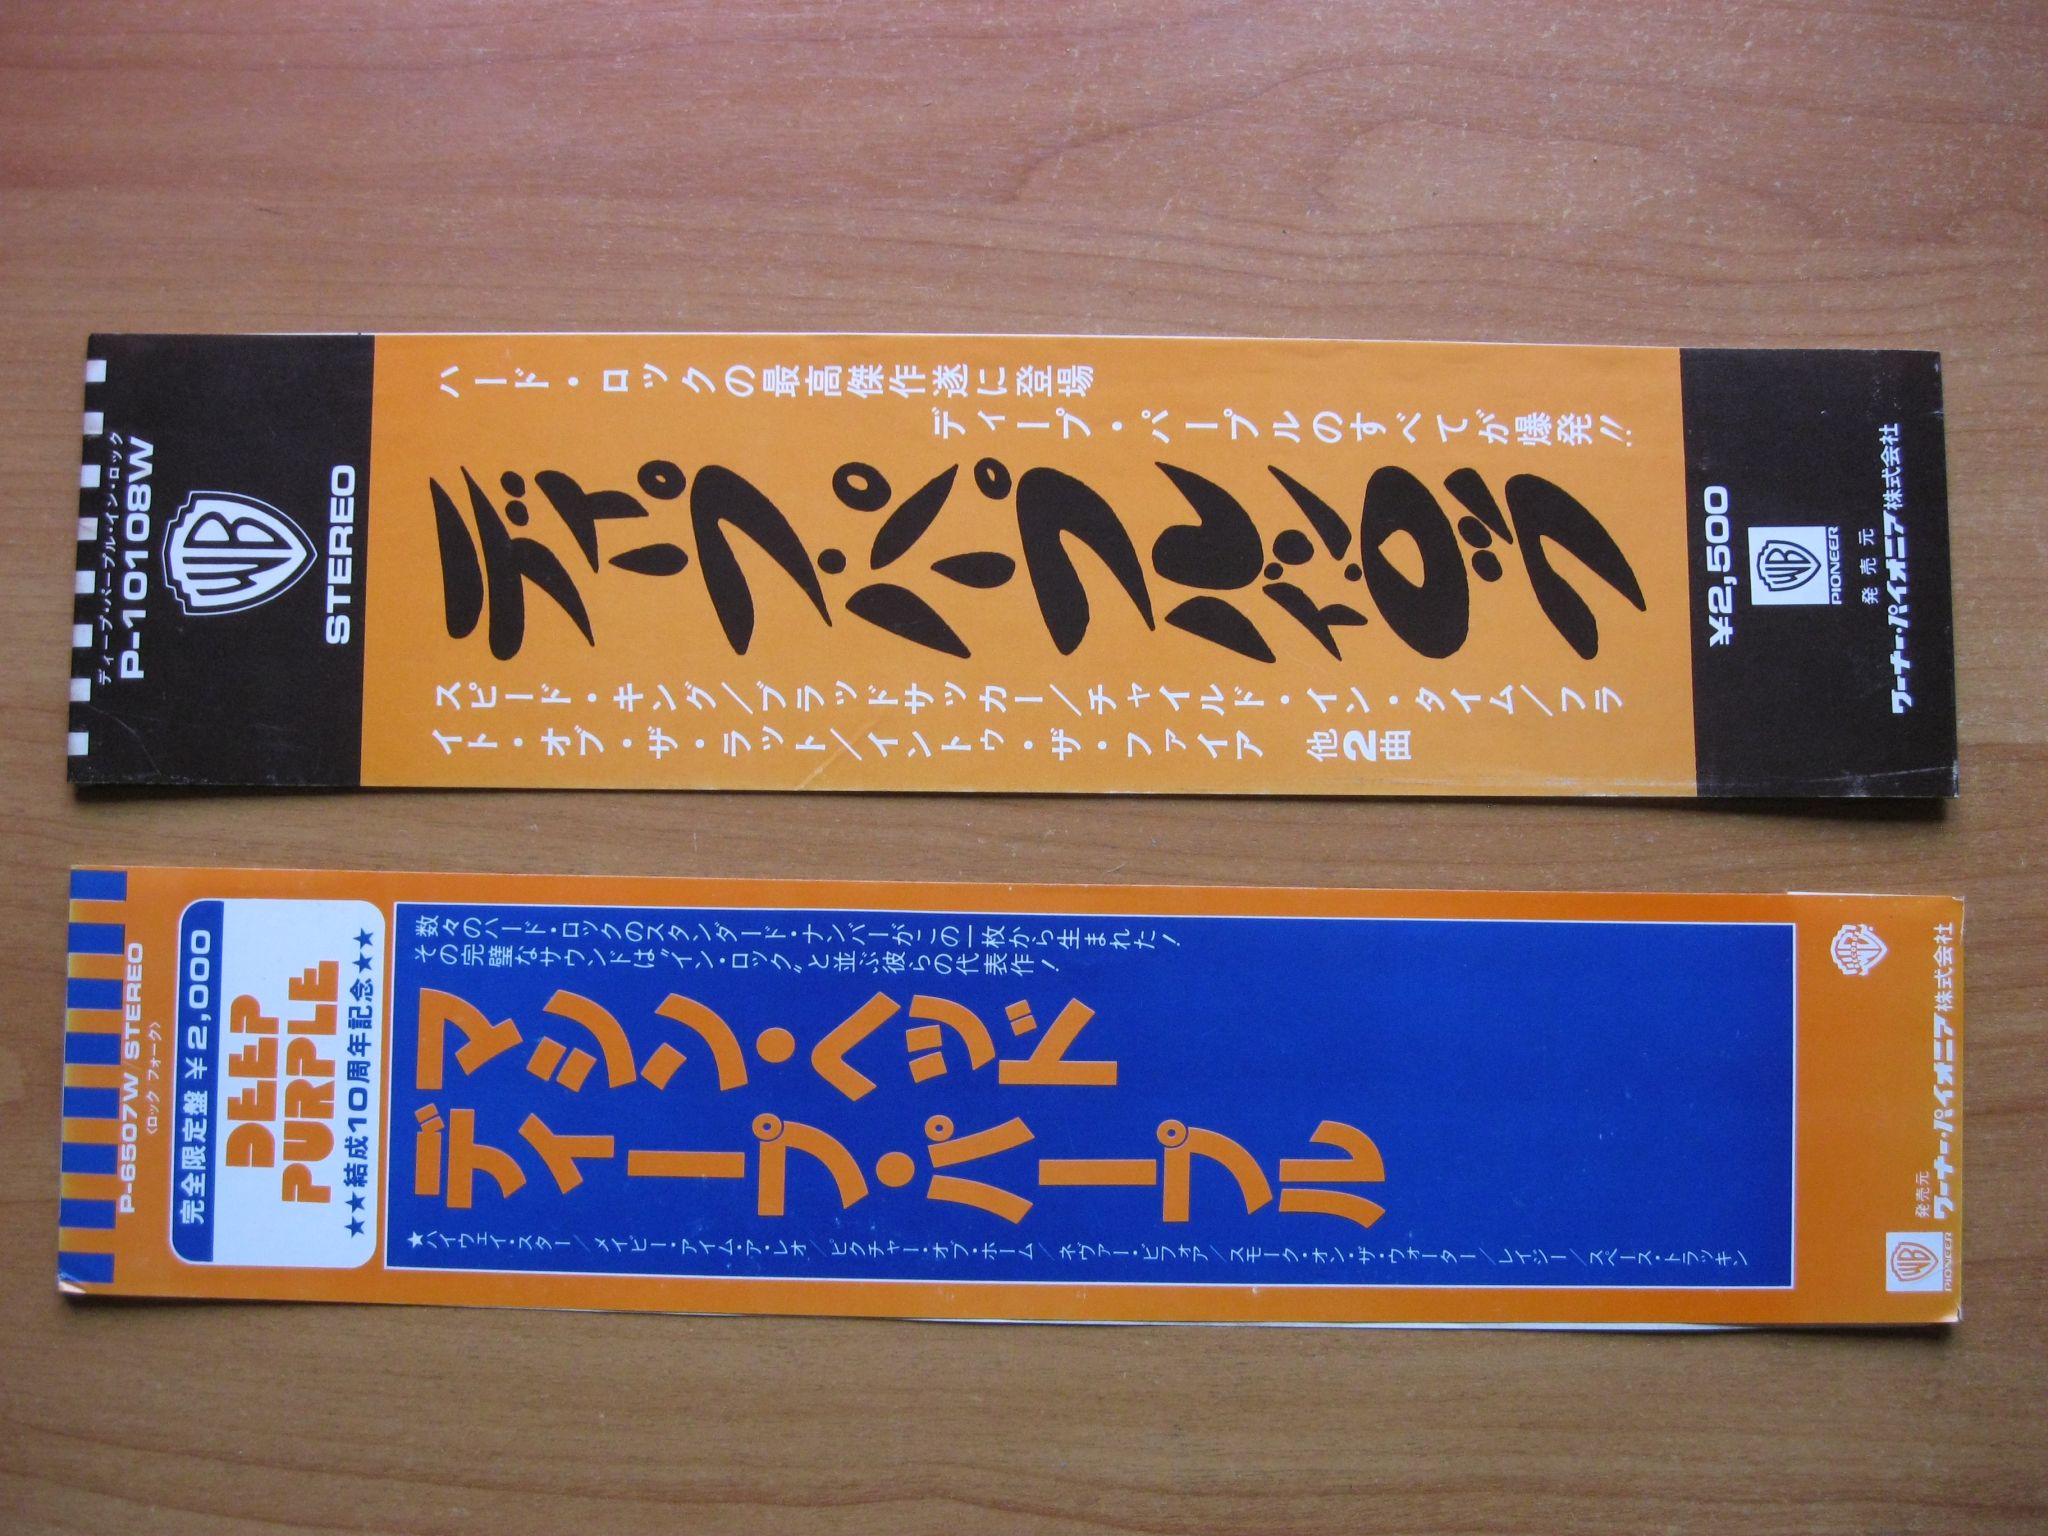 ディープ・パープル・イン・ロック
P-10108W
WB
STEREO
ハード・ロックの最高傑作遂に登場
ディープ・パープルのすべてが爆発!!
ディープ・パープル・イン・ロック
スピード・キング/ブラッドサッカー/チャイルド・イン・タイム/フラ
イト・オブ・ザ・ラット/イントゥ・ザ・ファイア 他2曲
¥2,500
WB
PIONEER
発売元
ワーナー・パイオニア株式会社
P-6507W/STEREO
〈ロック フォーク〉
完全限定盤 ¥2,000
DEEP
PURPLE
★★結成10周年記念★★
数々のハード・ロックのスタンダード・ナンバーがこの一枚から生まれた!
その完璧なサウンドは"イン・ロック"と並ぶ彼らの代表作!
マシン・ヘッド
ディープ・パープル
★ハイウェイ・スター/メイビー・アイム・ア・レオ/ピクチャー・オブ・ホーム/ネヴァー・ビフォア/スモーク・オン・ザ・ウォーター/レイジー/スペース・トラッキン
WB
PIONEER
発売元
ワーナー・パイオニア株式会社